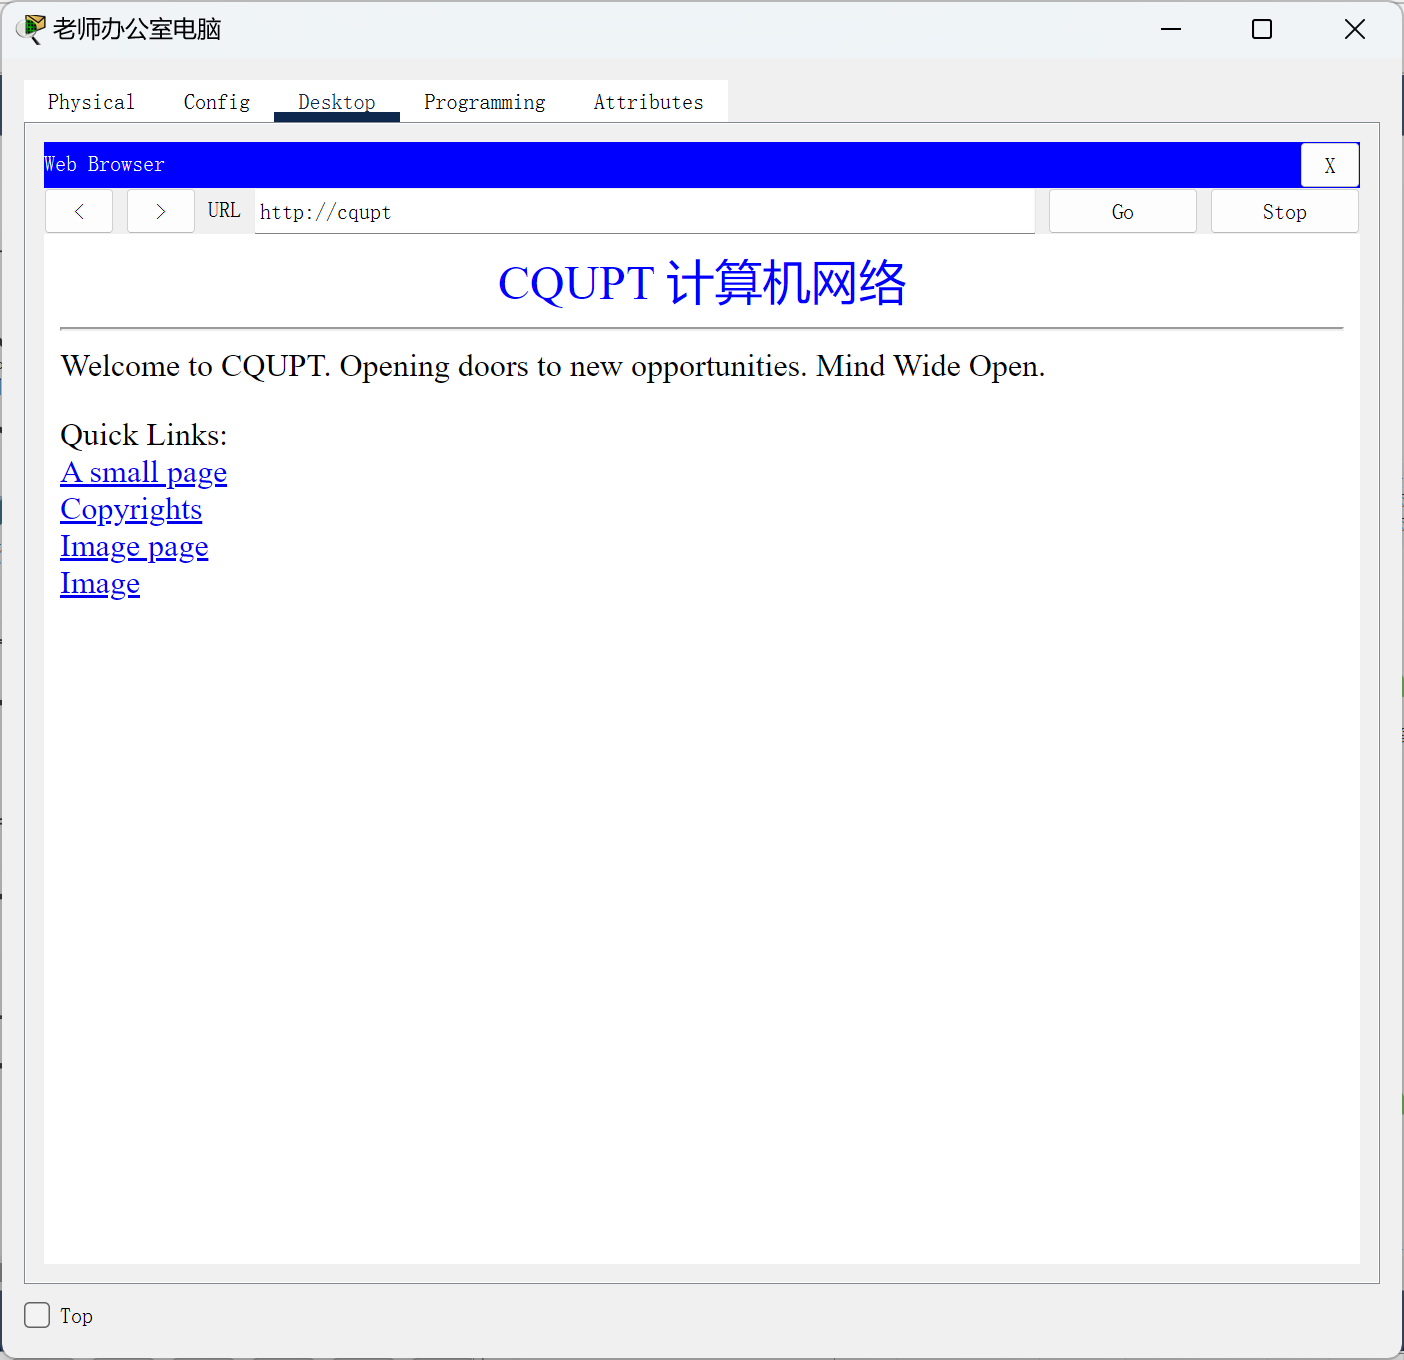 老师办公室电脑
Physical Config Desktop Programming Attributes
Web Browser X
< > URL http://cqupt Go Stop
CQUPT 计算机网络
Welcome to CQUPT. Opening doors to new opportunities. Mind Wide Open.
Quick Links:
A small page
Copyrights
Image page
Image
Top